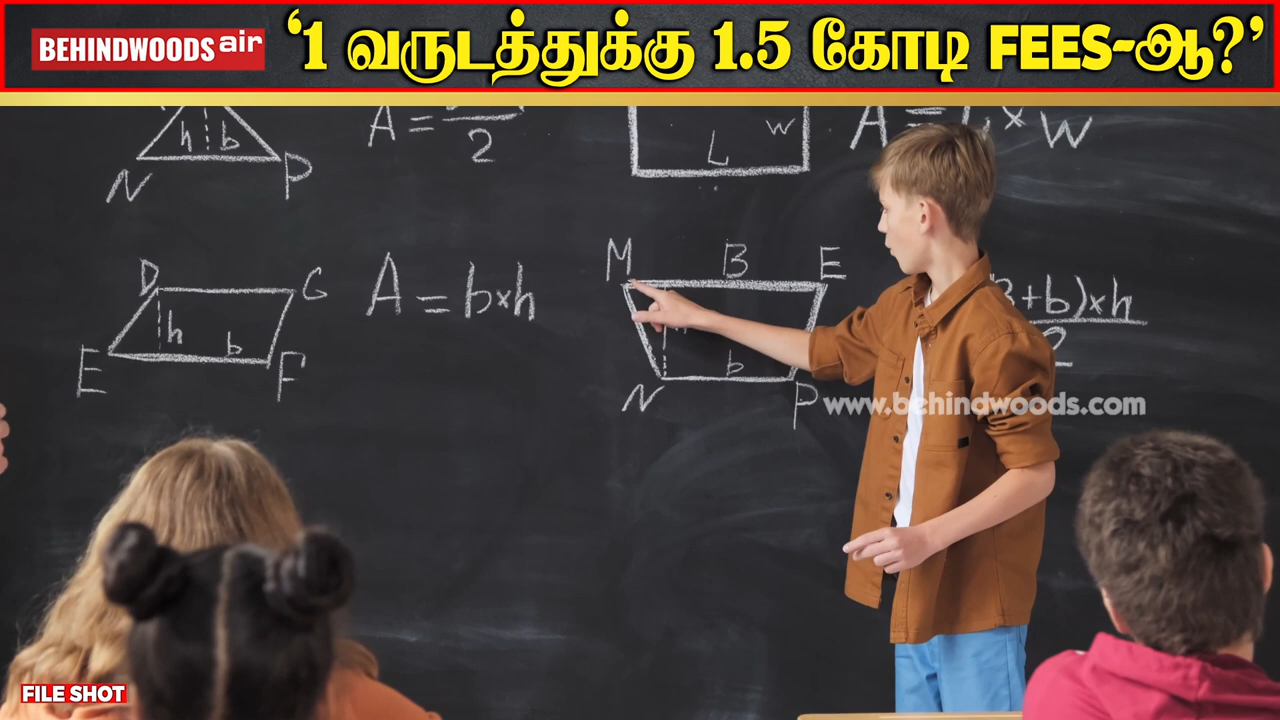 BEHINDWOODS air '1 வருடத்துக்கு 1.5 கோடி FEES-ஆ?'
h b
N P
A = 2
L w
A = L × W
D G
h b
E F
A = b×h
M B E
b
N P
B+b)×h
2
www.behindwoods.com
FILE SHOT